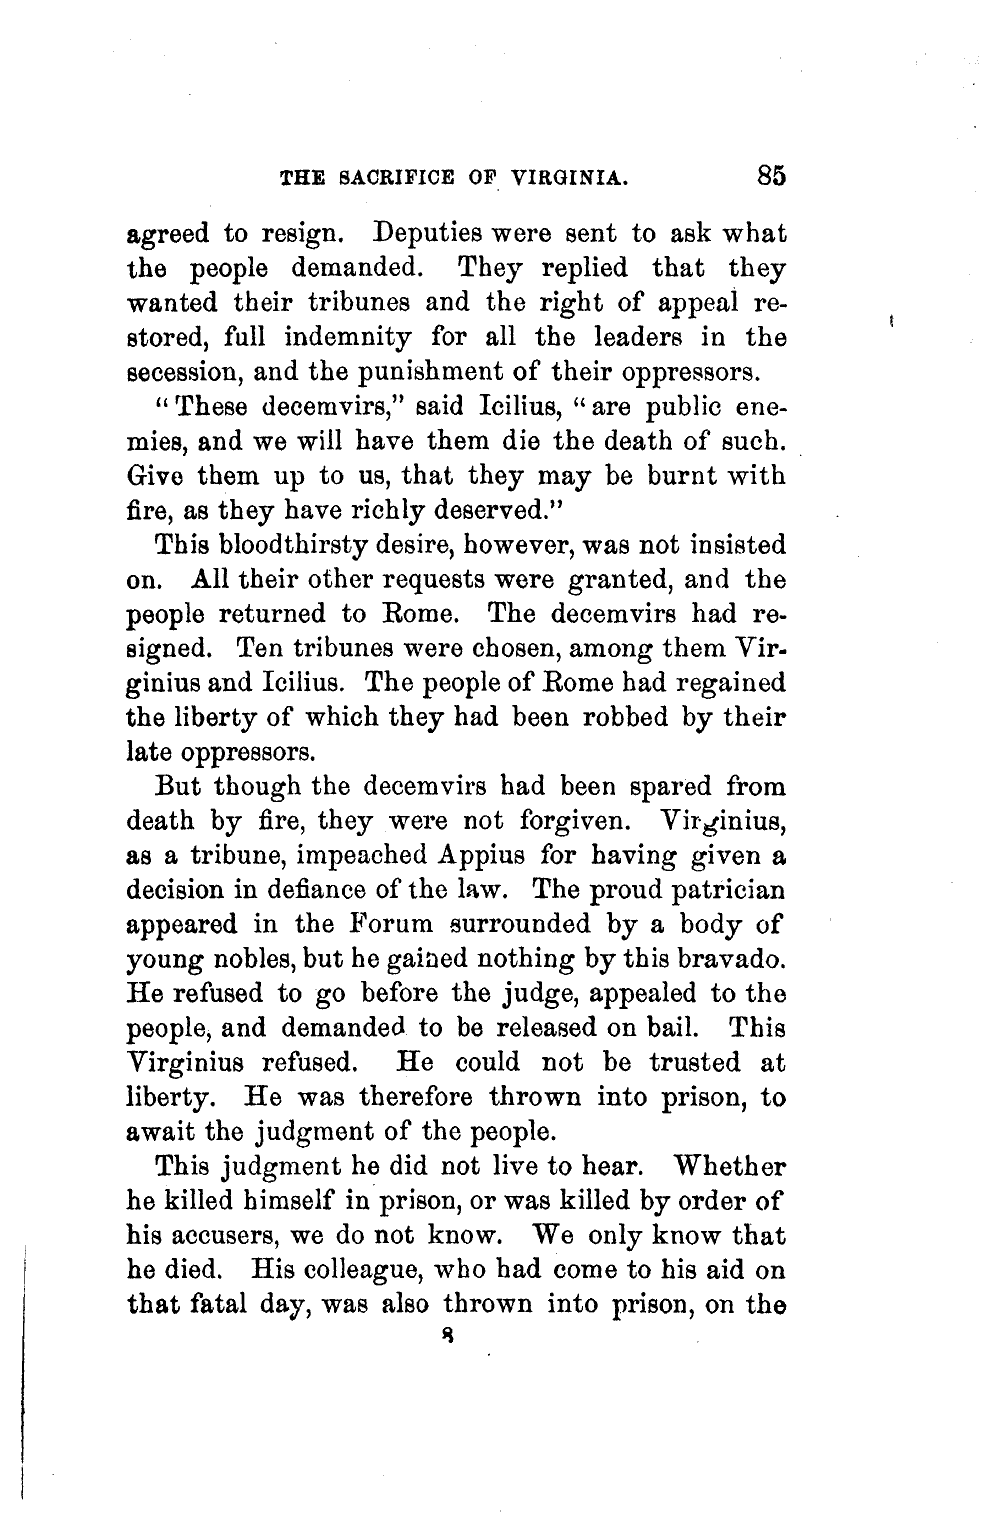 THE SACRIFICE OF VIRGINIA. 85
agreed to resign. Deputies were sent to ask what
the people demanded. They replied that they
wanted their tribunes and the right of appeal re-
stored, full indemnity for all the leaders in the
secession, and the punishment of their oppressors.
“These decemvirs,” said Icilius, “are public ene-
mies, and we will have them die the death of such.
Give them up to us, that they may be burnt with
fire, as they have richly deserved.”
This bloodthirsty desire, however, was not insisted
on. All their other requests were granted, and the
people returned to Rome. The decemvirs had re-
signed. Ten tribunes were chosen, among them Vir-
ginius and Icilius. The people of Rome had regained
the liberty of which they had been robbed by their
late oppressors.
But though the decemvirs had been spared from
death by fire, they were not forgiven. Virginius,
as a tribune, impeached Appius for having given a
decision in defiance of the law. The proud patrician
appeared in the Forum surrounded by a body of
young nobles, but he gained nothing by this bravado.
He refused to go before the judge, appealed to the
people, and demanded to be released on bail. This
Virginius refused. He could not be trusted at
liberty. He was therefore thrown into prison, to
await the judgment of the people.
This judgment he did not live to hear. Whether
he killed himself in prison, or was killed by order of
his accusers, we do not know. We only know that
he died. His colleague, who had come to his aid on
that fatal day, was also thrown into prison, on the
8